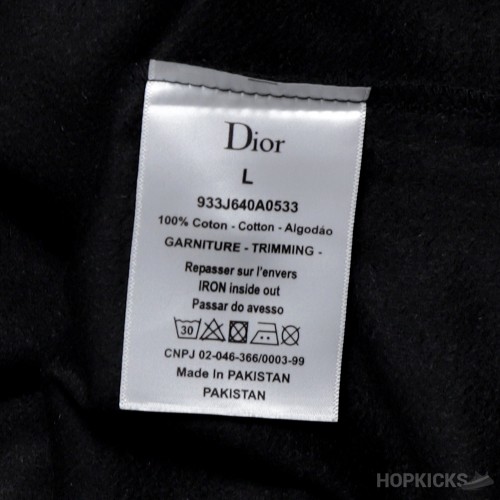 Dior
L
933J640A0533
100% Coton - Cotton - Algodáo
GARNITURE - TRIMMING -
Repasser sur l'envers
IRON inside out
Passar do avesso
30
CNPJ 02-046-366/0003-99
Made In PAKISTAN
PAKISTAN
HOPKICKS